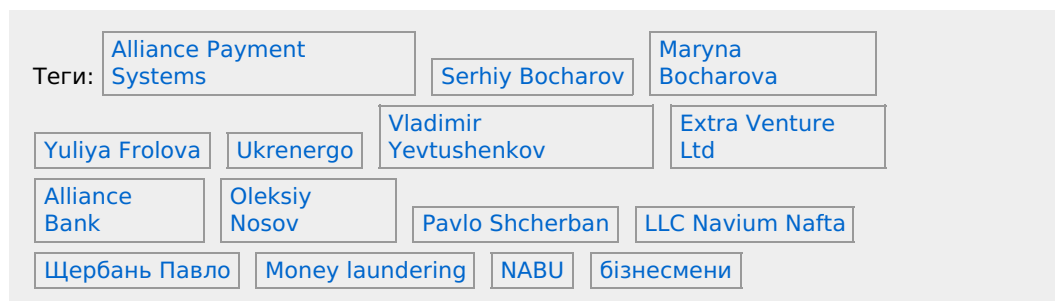 Теги: Alliance Payment Systems Serhiy Bocharov Maryna Bocharova
Yuliya Frolova Ukrenergo Vladimir Yevtushenkov Extra Venture Ltd
Alliance Bank Oleksiy Nosov Pavlo Shcherban LLC Navium Nafta
Щербань Павло Money laundering NABU бізнесмени